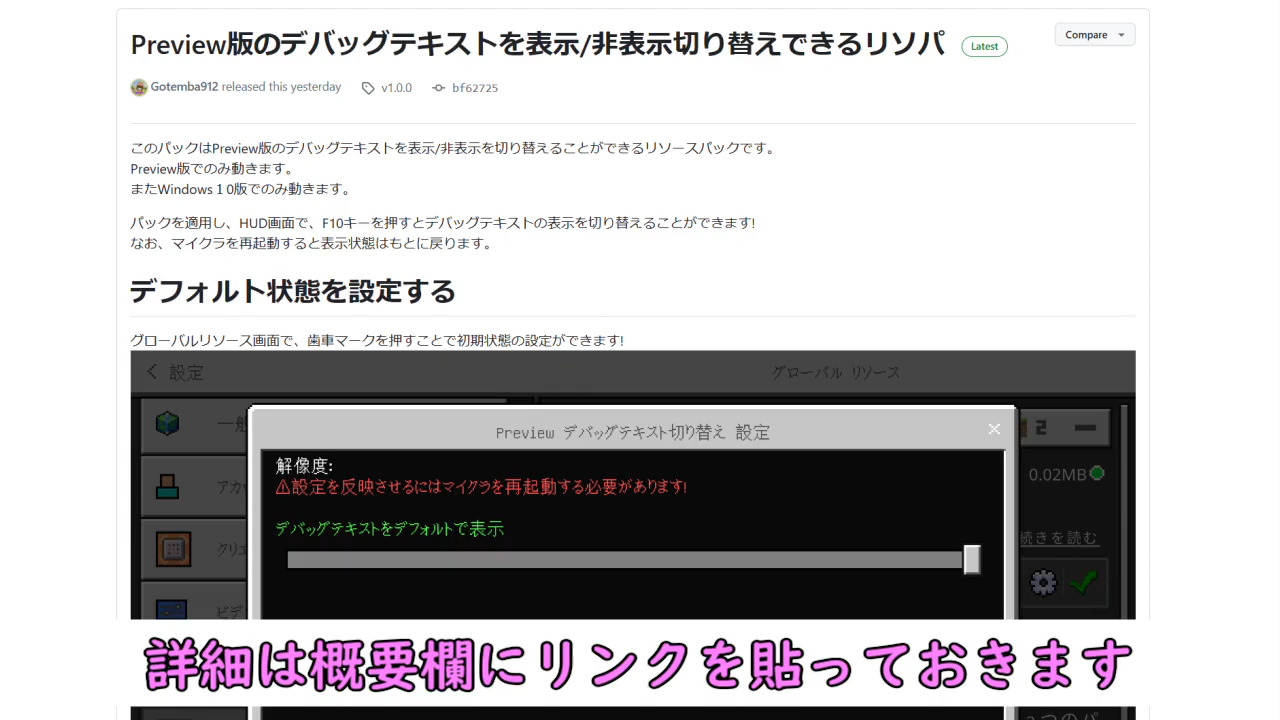 Preview版のデバッグテキストを表示/非表示切り替えできるリソパ Latest Compare
Gotemba912 released this yesterday v1.0.0 bf62725
このパックはPreview版のデバッグテキストを表示/非表示を切り替えることができるリソースパックです。
Preview版でのみ動きます。
またWindows１0版でのみ動きます。
パックを適用し、HUD画面で、F10キーを押すとデバッグテキストの表示を切り替えることができます!
なお、マイクラを再起動すると表示状態はもとに戻ります。
デフォルト状態を設定する
グローバルリソース画面で、歯車マークを押すことで初期状態の設定ができます!
設定 グローバル リソース
一般 2
Preview デバッグテキスト切り替え 設定
解像度:
⚠設定を反映させるにはマイクラを再起動する必要があります!
0.02MB
アカ
デバッグテキストをデフォルトで表示
続きを読む
クリエ
ビデ
詳細は概要欄にリンクを貼っておきます